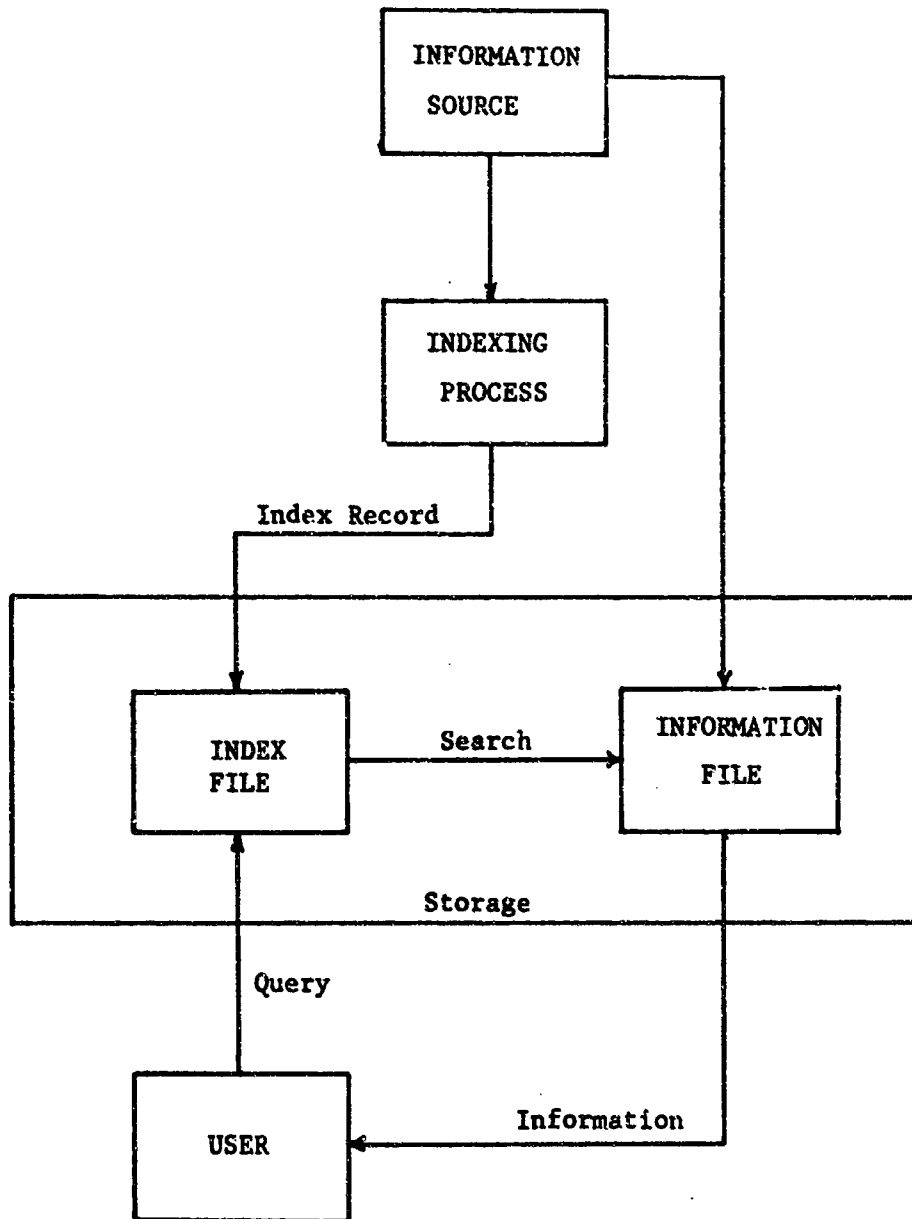 INFORMATION
SOURCE
INDEXING
PROCESS
Index Record
INDEX
FILE
Search
INFORMATION
FILE
Storage
Query
Information
USER